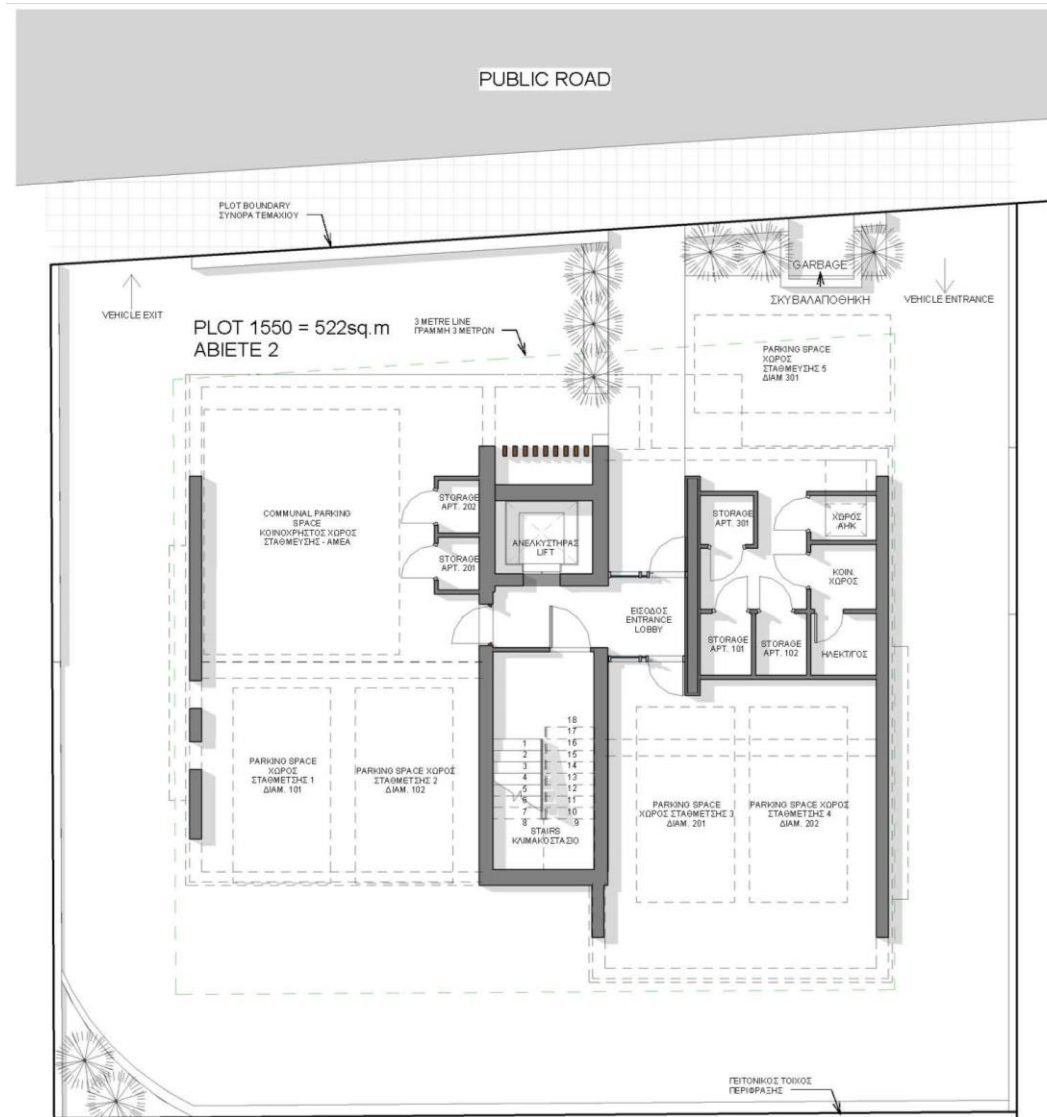 PUBLIC ROAD
PLOT BOUNDARY
ΣΥΝΟΡΑ ΤΕΜΑΧΙΟΥ
GARBAGE
ΣΚΥΒΑΛΑΠΟΘΗΚΗ
VEHICLE EXIT
VEHICLE ENTRANCE
PLOT 1550 = 522sq.m
ABIETE 2
3 METRE LINE
ΓΡΑΜΜΗ 3 ΜΕΤΡΩΝ
PARKING SPACE
ΧΩΡΟΣ
ΣΤΑΘΜΕΥΣΗΣ 5
ΔΙΑΜ 301
COMMUNAL PARKING
SPACE
ΚΟΙΝΟΧΡΗΣΤΟΣ ΧΩΡΟΣ
ΣΤΑΘΜΕΥΣΗΣ - ΑΜΕΑ
STORAGE
APT. 202
STORAGE
APT. 201
ΑΝΕΛΚΥΣΤΗΡΑΣ
LIFT
STORAGE
APT. 301
ΧΩΡΟΣ
ΑΗΚ
ΚΟΙΝ.
ΧΩΡΟΣ
ΕΙΣΟΔΟΣ
ENTRANCE
LOBBY
STORAGE
APT. 101
STORAGE
APT. 102
ΗΛΕΚΤ/ΓΟΣ
PARKING SPACE
ΧΩΡΟΣ
ΣΤΑΘΜΕΤΣΗΣ 1
ΔΙΑΜ. 101
PARKING SPACE ΧΩΡΟΣ
ΣΤΑΘΜΕΤΣΗΣ 2
ΔΙΑΜ. 102
18
17
1 16
2 15
3 14
4 13
5 12
6 11
7 10
8 9
STAIRS
ΚΛΙΜΑΚΟΣΤΑΣΙΟ
PARKING SPACE
ΧΩΡΟΣ ΣΤΑΘΜΕΤΣΗΣ 3
ΔΙΑΜ. 201
PARKING SPACE ΧΩΡΟΣ
ΣΤΑΘΜΕΤΣΗΣ 4
ΔΙΑΜ. 202
ΓΕΙΤΟΝΙΚΟΣ ΤΟΙΧΟΣ
ΠΕΡΙΦΡΑΞΗΣ